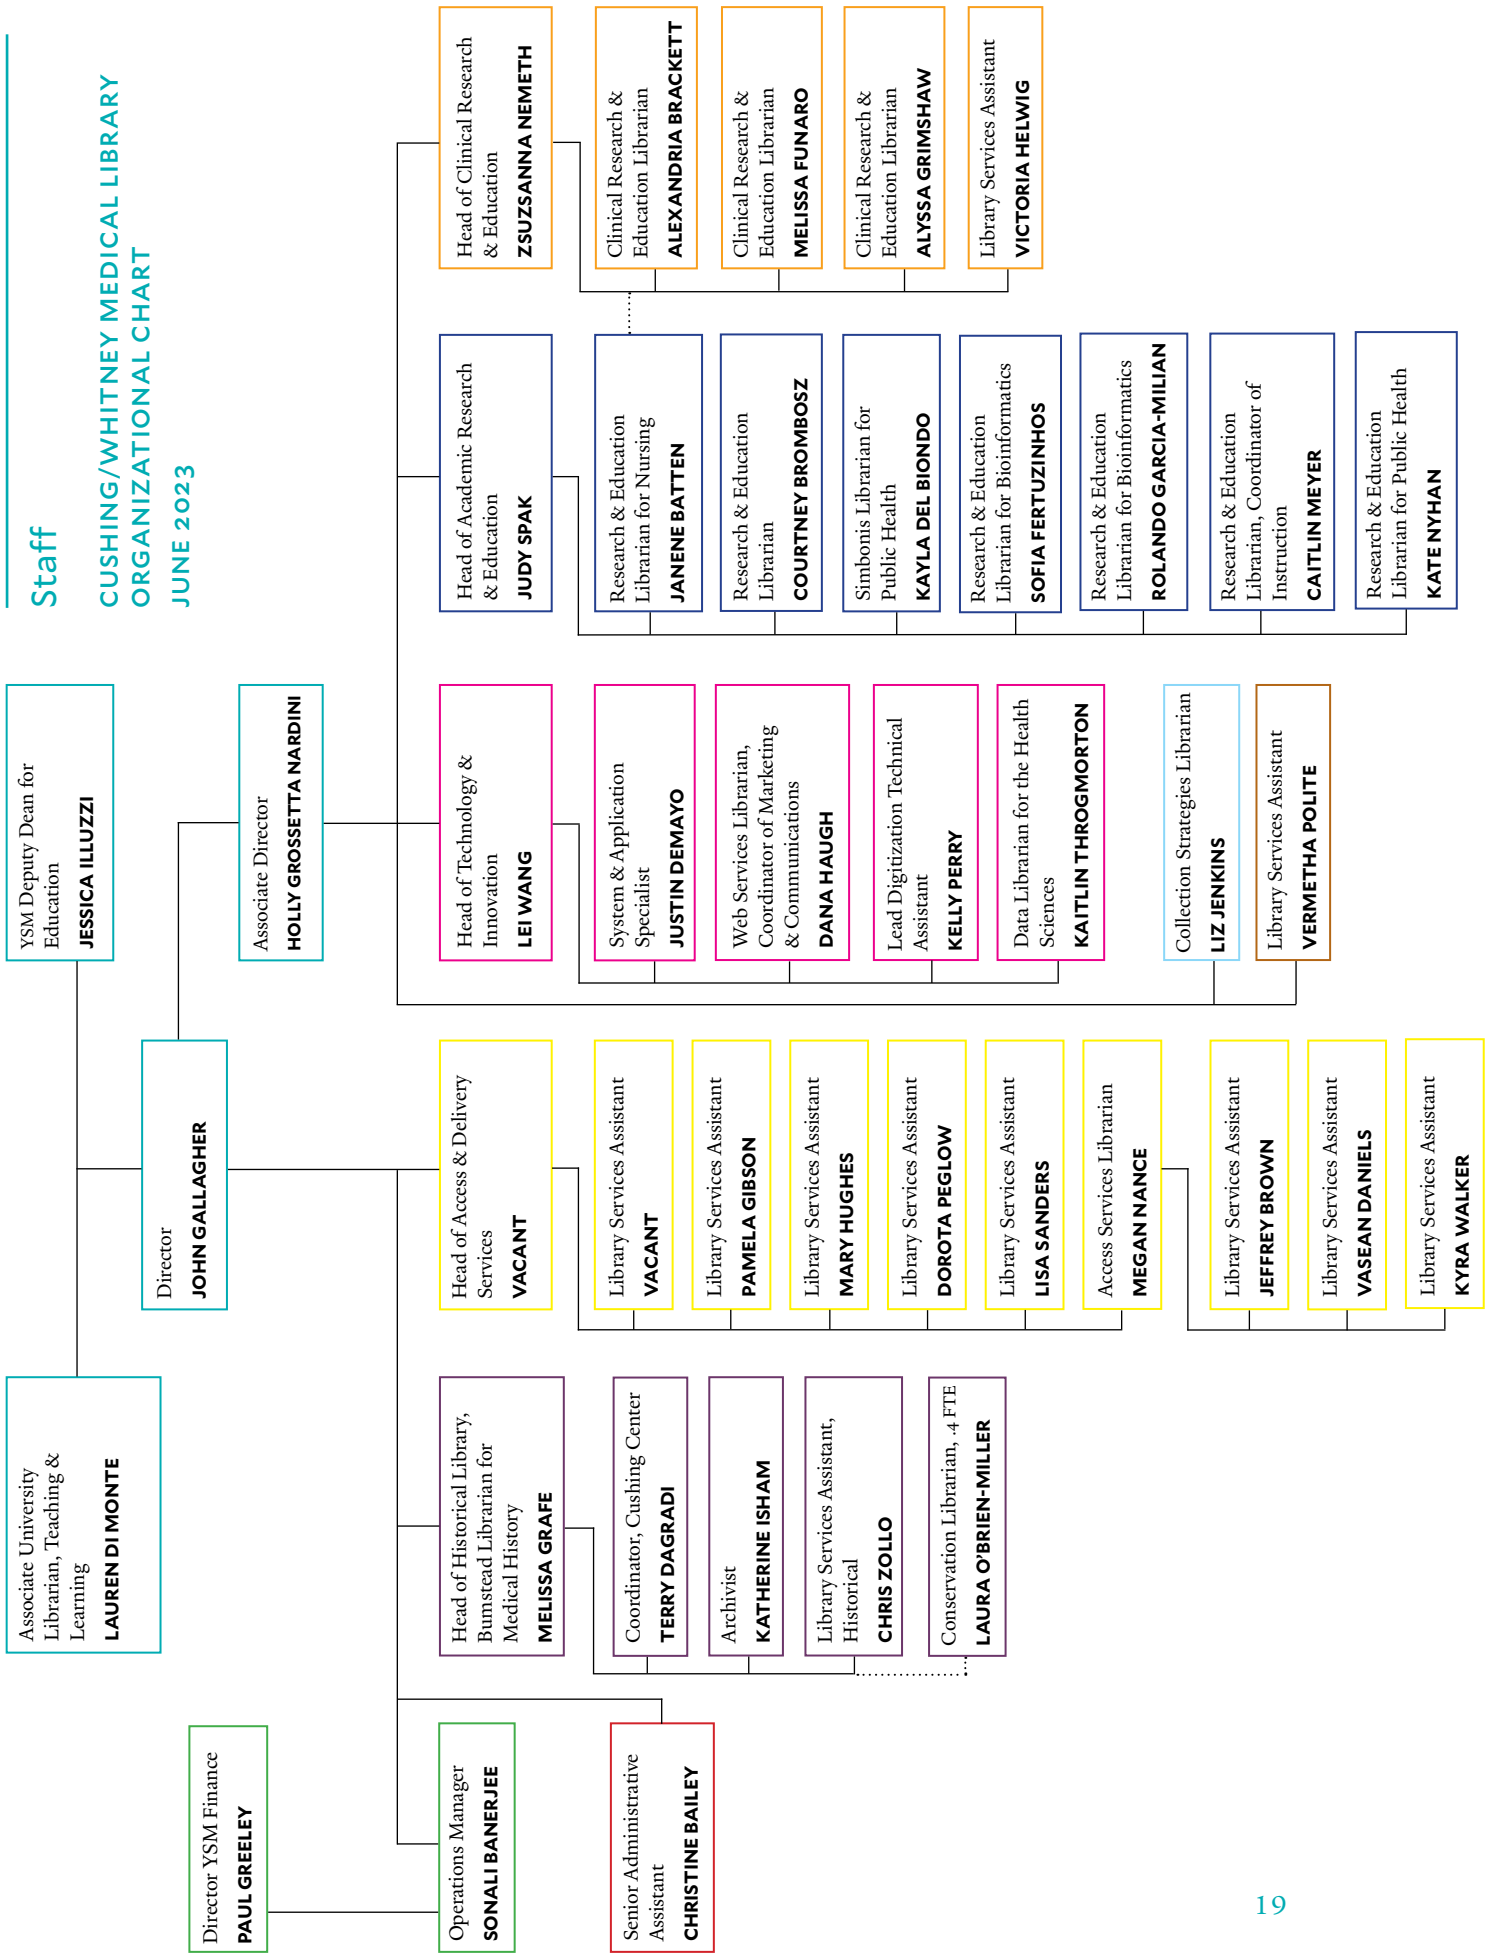 Staff
CUSHING/WHITNEY MEDICAL LIBRARY
ORGANIZATIONAL CHART
JUNE 2023
Associate University
Librarian, Teaching &
Learning
LAUREN DI MONTE
YSM Deputy Dean for
Education
JESSICA ILLUZZI
Director
JOHN GALLAGHER
Director YSM Finance
PAUL GREELEY
Associate Director
HOLLY GROSSETTA NARDINI
Operations Manager
SONALI BANERJEE
Senior Administrative
Assistant
CHRISTINE BAILEY
Head of Historical Library,
Bumstead Librarian for
Medical History
MELISSA GRAFE
Coordinator, Cushing Center
TERRY DAGRADI
Archivist
KATHERINE ISHAM
Library Services Assistant,
Historical
CHRIS ZOLLO
Conservation Librarian, .4 FTE
LAURA O'BRIEN-MILLER
Head of Access & Delivery
Services
VACANT
Library Services Assistant
VACANT
Library Services Assistant
PAMELA GIBSON
Library Services Assistant
MARY HUGHES
Library Services Assistant
DOROTA PEGLOW
Library Services Assistant
LISA SANDERS
Access Services Librarian
MEGAN NANCE
Library Services Assistant
JEFFREY BROWN
Library Services Assistant
VASEAN DANIELS
Library Services Assistant
KYRA WALKER
Head of Technology &
Innovation
LEI WANG
System & Application
Specialist
JUSTIN DEMAYO
Web Services Librarian,
Coordinator of Marketing
& Communications
DANA HAUGH
Lead Digitization Technical
Assistant
KELLY PERRY
Data Librarian for the Health
Sciences
KAITLIN THROGMORTON
Collection Strategies Librarian
LIZ JENKINS
Library Services Assistant
VERMETHA POLITE
Head of Academic Research
& Education
JUDY SPAK
Research & Education
Librarian for Nursing
JANENE BATTEN
Research & Education
Librarian
COURTNEY BROMBOSZ
Simbonis Librarian for
Public Health
KAYLA DEL BIONDO
Research & Education
Librarian for Bioinformatics
SOFIA FERTUZINHOS
Research & Education
Librarian for Bioinformatics
ROLANDO GARCIA-MILIAN
Research & Education
Librarian, Coordinator of
Instruction
CAITLIN MEYER
Research & Education
Librarian for Public Health
KATE NYHAN
Head of Clinical Research
& Education
ZSUZSANNA NEMETH
Clinical Research &
Education Librarian
ALEXANDRIA BRACKETT
Clinical Research &
Education Librarian
MELISSA FUNARO
Clinical Research &
Education Librarian
ALYSSA GRIMSHAW
Library Services Assistant
VICTORIA HELWIG
19